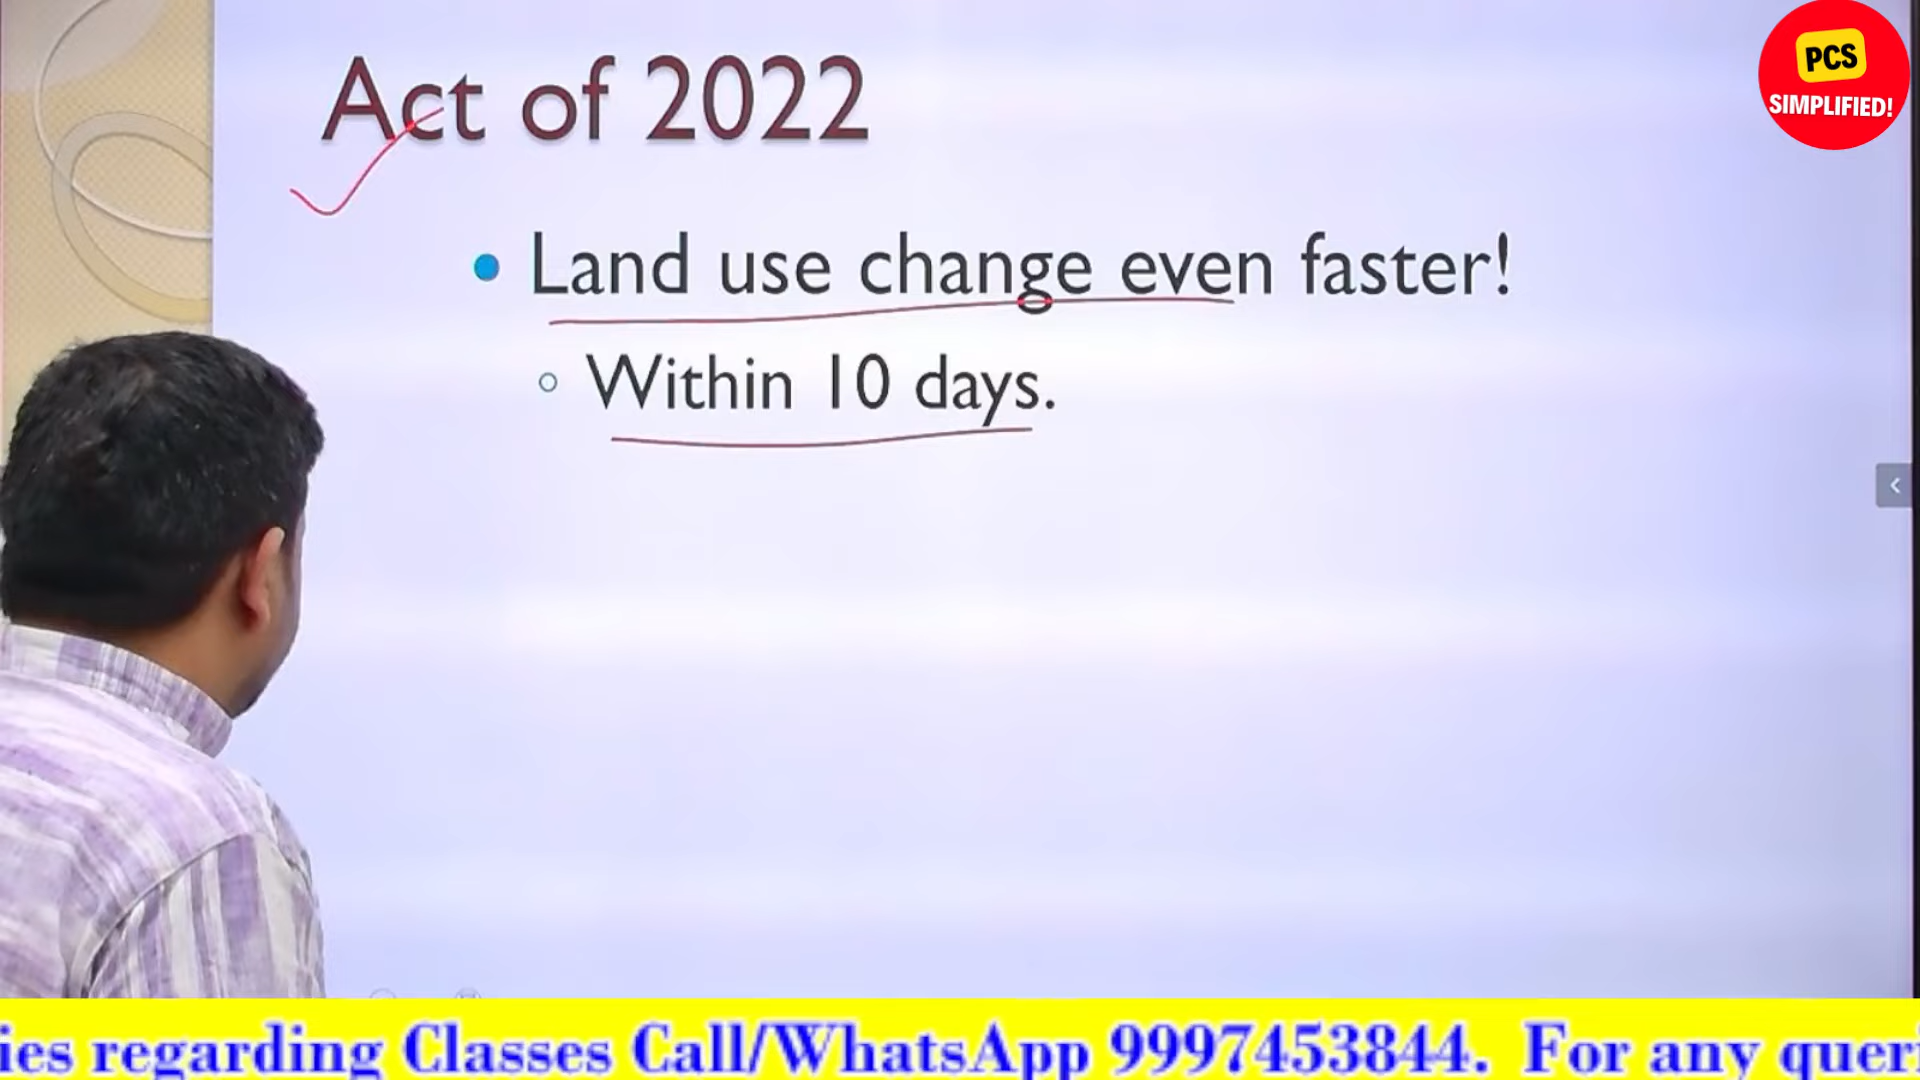 Act of 2022
PCS
SIMPLIFIED!
Land use change even faster!
Within 10 days.
ies regarding Classes Call/WhatsApp 9997453844. For any queri